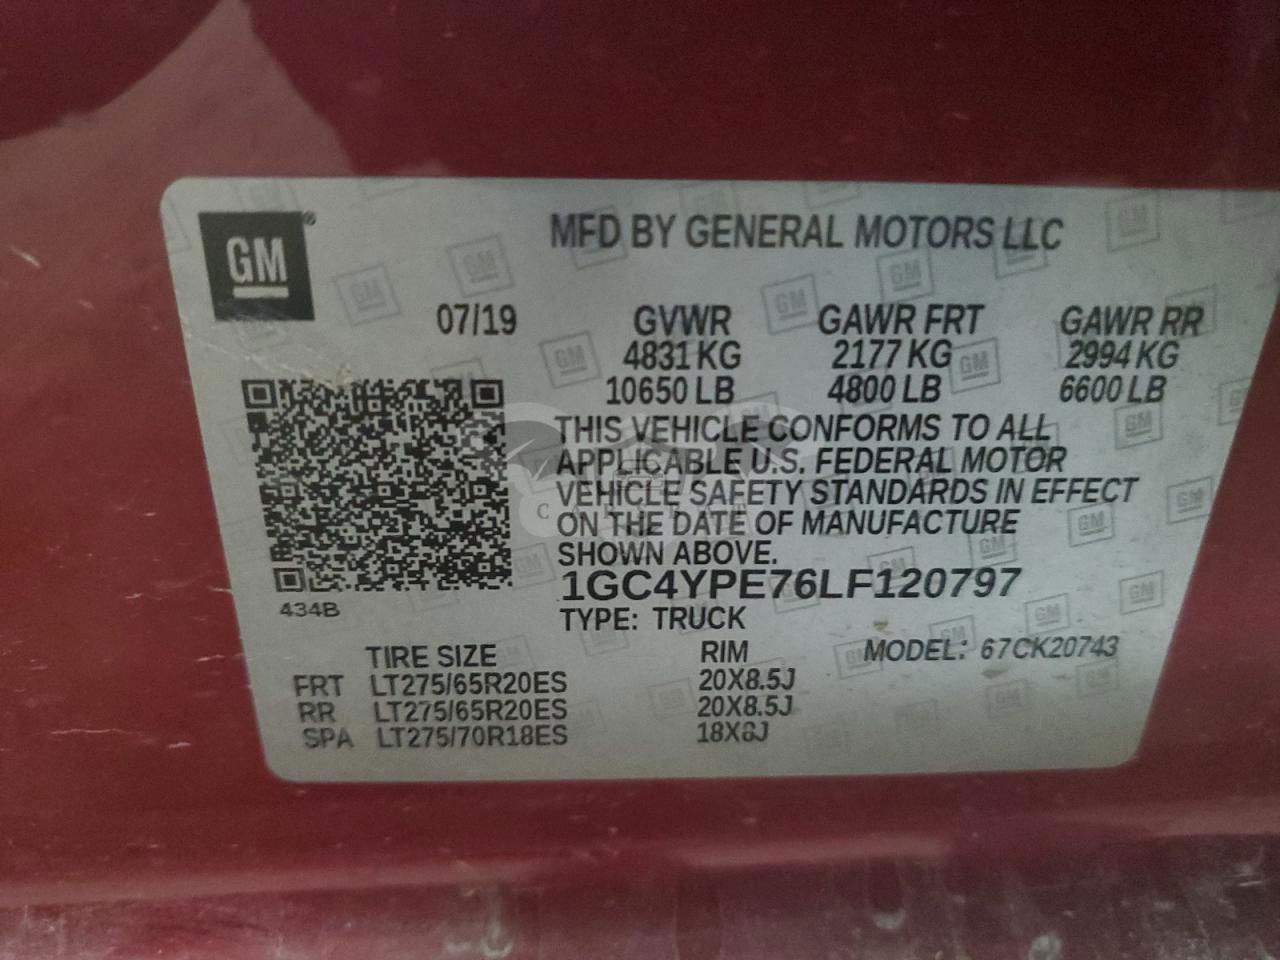 GM®
MFD BY GENERAL MOTORS LLC
07/19 GVWR GAWR FRT GAWR RR
4831 KG 2177 KG 2994 KG
10650 LB 4800 LB 6600 LB
THIS VEHICLE CONFORMS TO ALL
APPLICABLE U.S. FEDERAL MOTOR
VEHICLE SAFETY STANDARDS IN EFFECT
ON THE DATE OF MANUFACTURE
SHOWN ABOVE.
1GC4YPE76LF120797
434B
TYPE: TRUCK
TIRE SIZE RIM MODEL: 67CK20743
FRT LT275/65R20ES 20X8.5J
RR LT275/65R20ES 20X8.5J
SPA LT275/70R18ES 18X8J